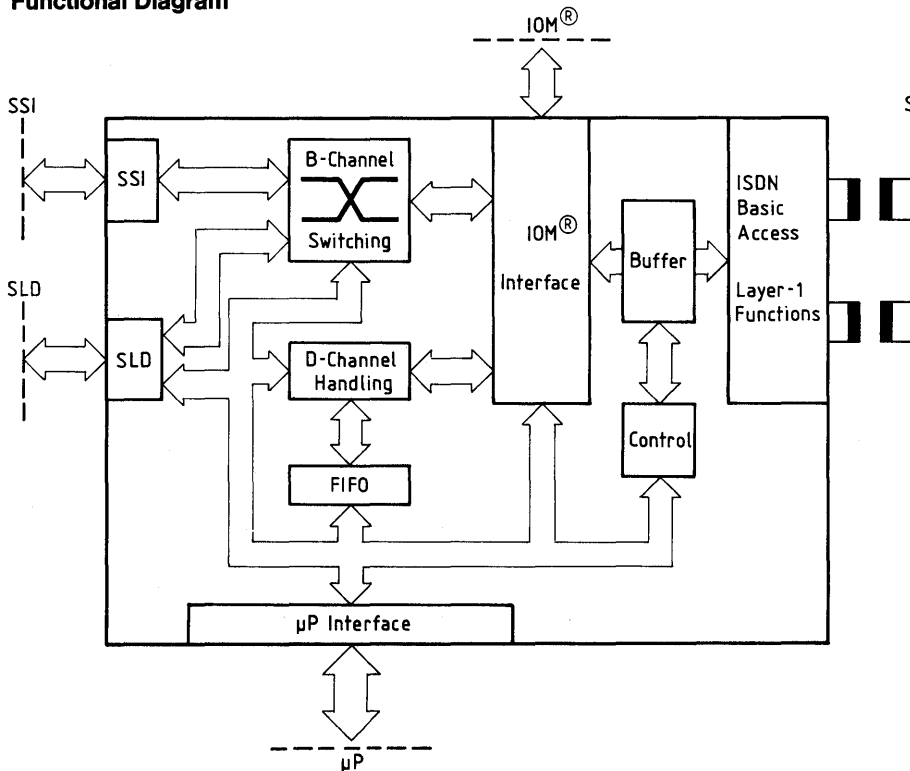 Functional Diagram
IOM®
SSI
S
SSI
B-Channel
Switching
IOM®
Interface
Buffer
ISDN
Basic
Access
Layer-1
Functions
SLD
SLD
D-Channel
Handling
Control
FIFO
µP Interface
µP